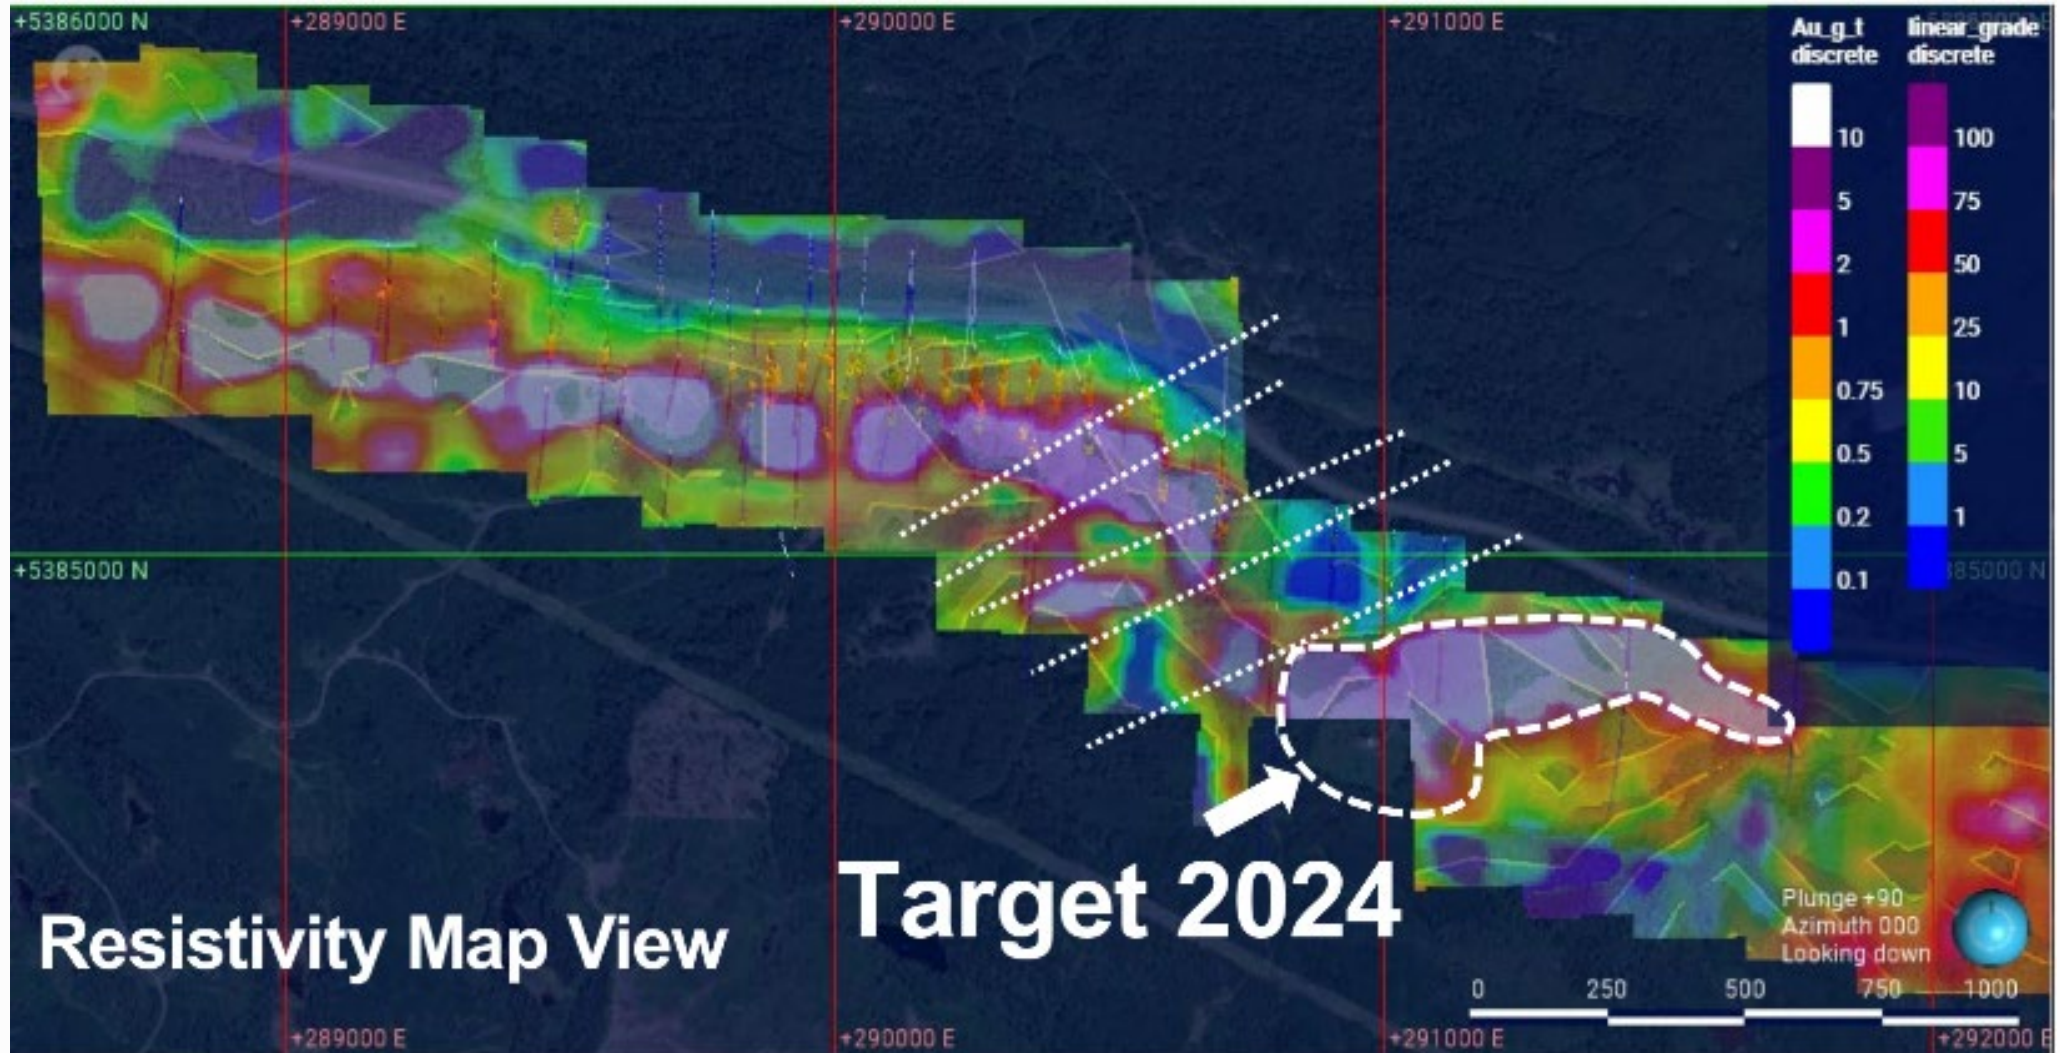 +5386000 N
+289000 E
+290000 E
+291000 E
Au_g_t
discrete
linear_grade
discrete
10
5
2
1
0.75
0.5
0.2
0.1
100
75
50
25
10
5
1
+5385000 N
385000 N
Target 2024
Resistivity Map View
Plunge +90
Azimuth 000
Looking down
0 250 500 750 1000
+289000 E
+290000 E
+291000 E
+292000 E